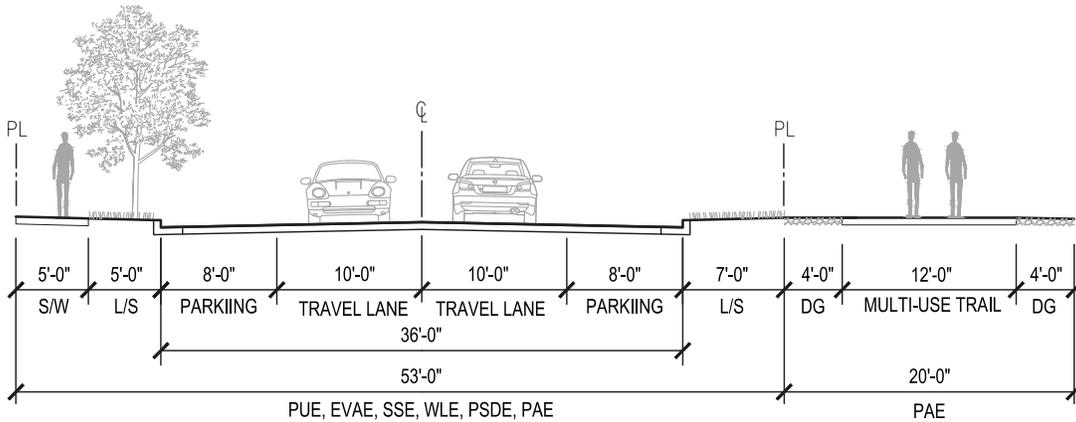 ℄
PL
PL
5'-0" 5'-0" 8'-0" 10'-0" 10'-0" 8'-0" 7'-0" 4'-0" 12'-0" 4'-0"
S/W L/S PARKIING TRAVEL LANE TRAVEL LANE PARKIING L/S DG MULTI-USE TRAIL DG
36'-0"
53'-0" 20'-0"
PUE, EVAE, SSE, WLE, PSDE, PAE PAE